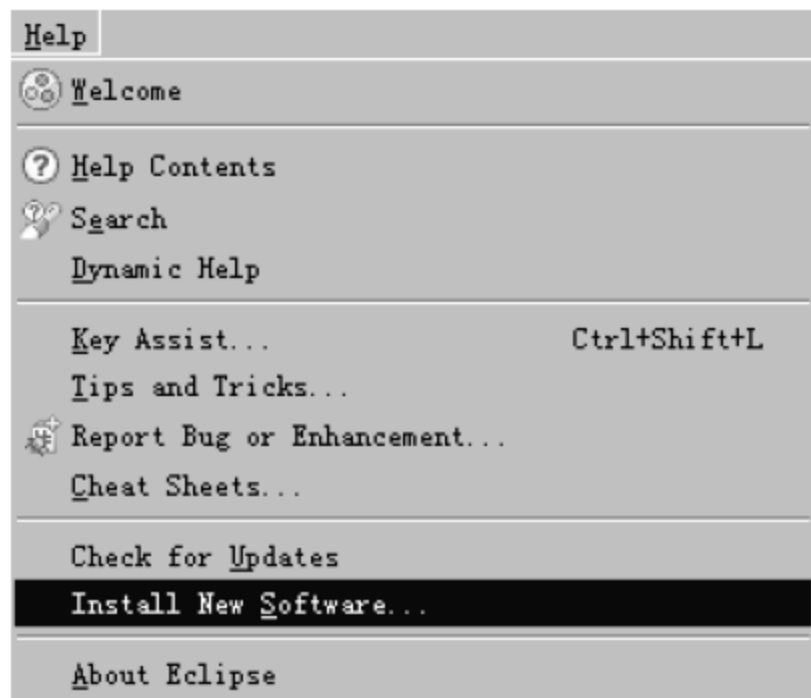 Help
Welcome
Help Contents
Search
Dynamic Help
Key Assist... Ctrl+Shift+L
Tips and Tricks...
Report Bug or Enhancement...
Cheat Sheets...
Check for Updates
Install New Software...
About Eclipse